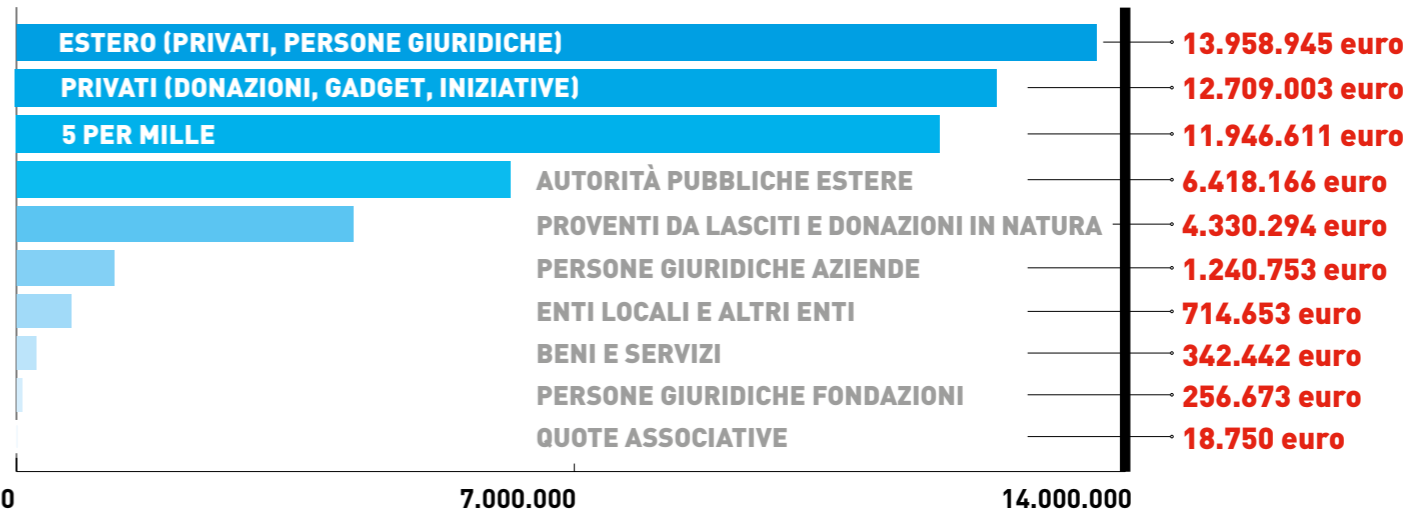 ESTERO (PRIVATI, PERSONE GIURIDICHE) 13.958.945 euro
PRIVATI (DONAZIONI, GADGET, INIZIATIVE) 12.709.003 euro
5 PER MILLE 11.946.611 euro
AUTORITÀ PUBBLICHE ESTERE 6.418.166 euro
PROVENTI DA LASCITI E DONAZIONI IN NATURA 4.330.294 euro
PERSONE GIURIDICHE AZIENDE 1.240.753 euro
ENTI LOCALI E ALTRI ENTI 714.653 euro
BENI E SERVIZI 342.442 euro
PERSONE GIURIDICHE FONDAZIONI 256.673 euro
QUOTE ASSOCIATIVE 18.750 euro
0 7.000.000 14.000.000